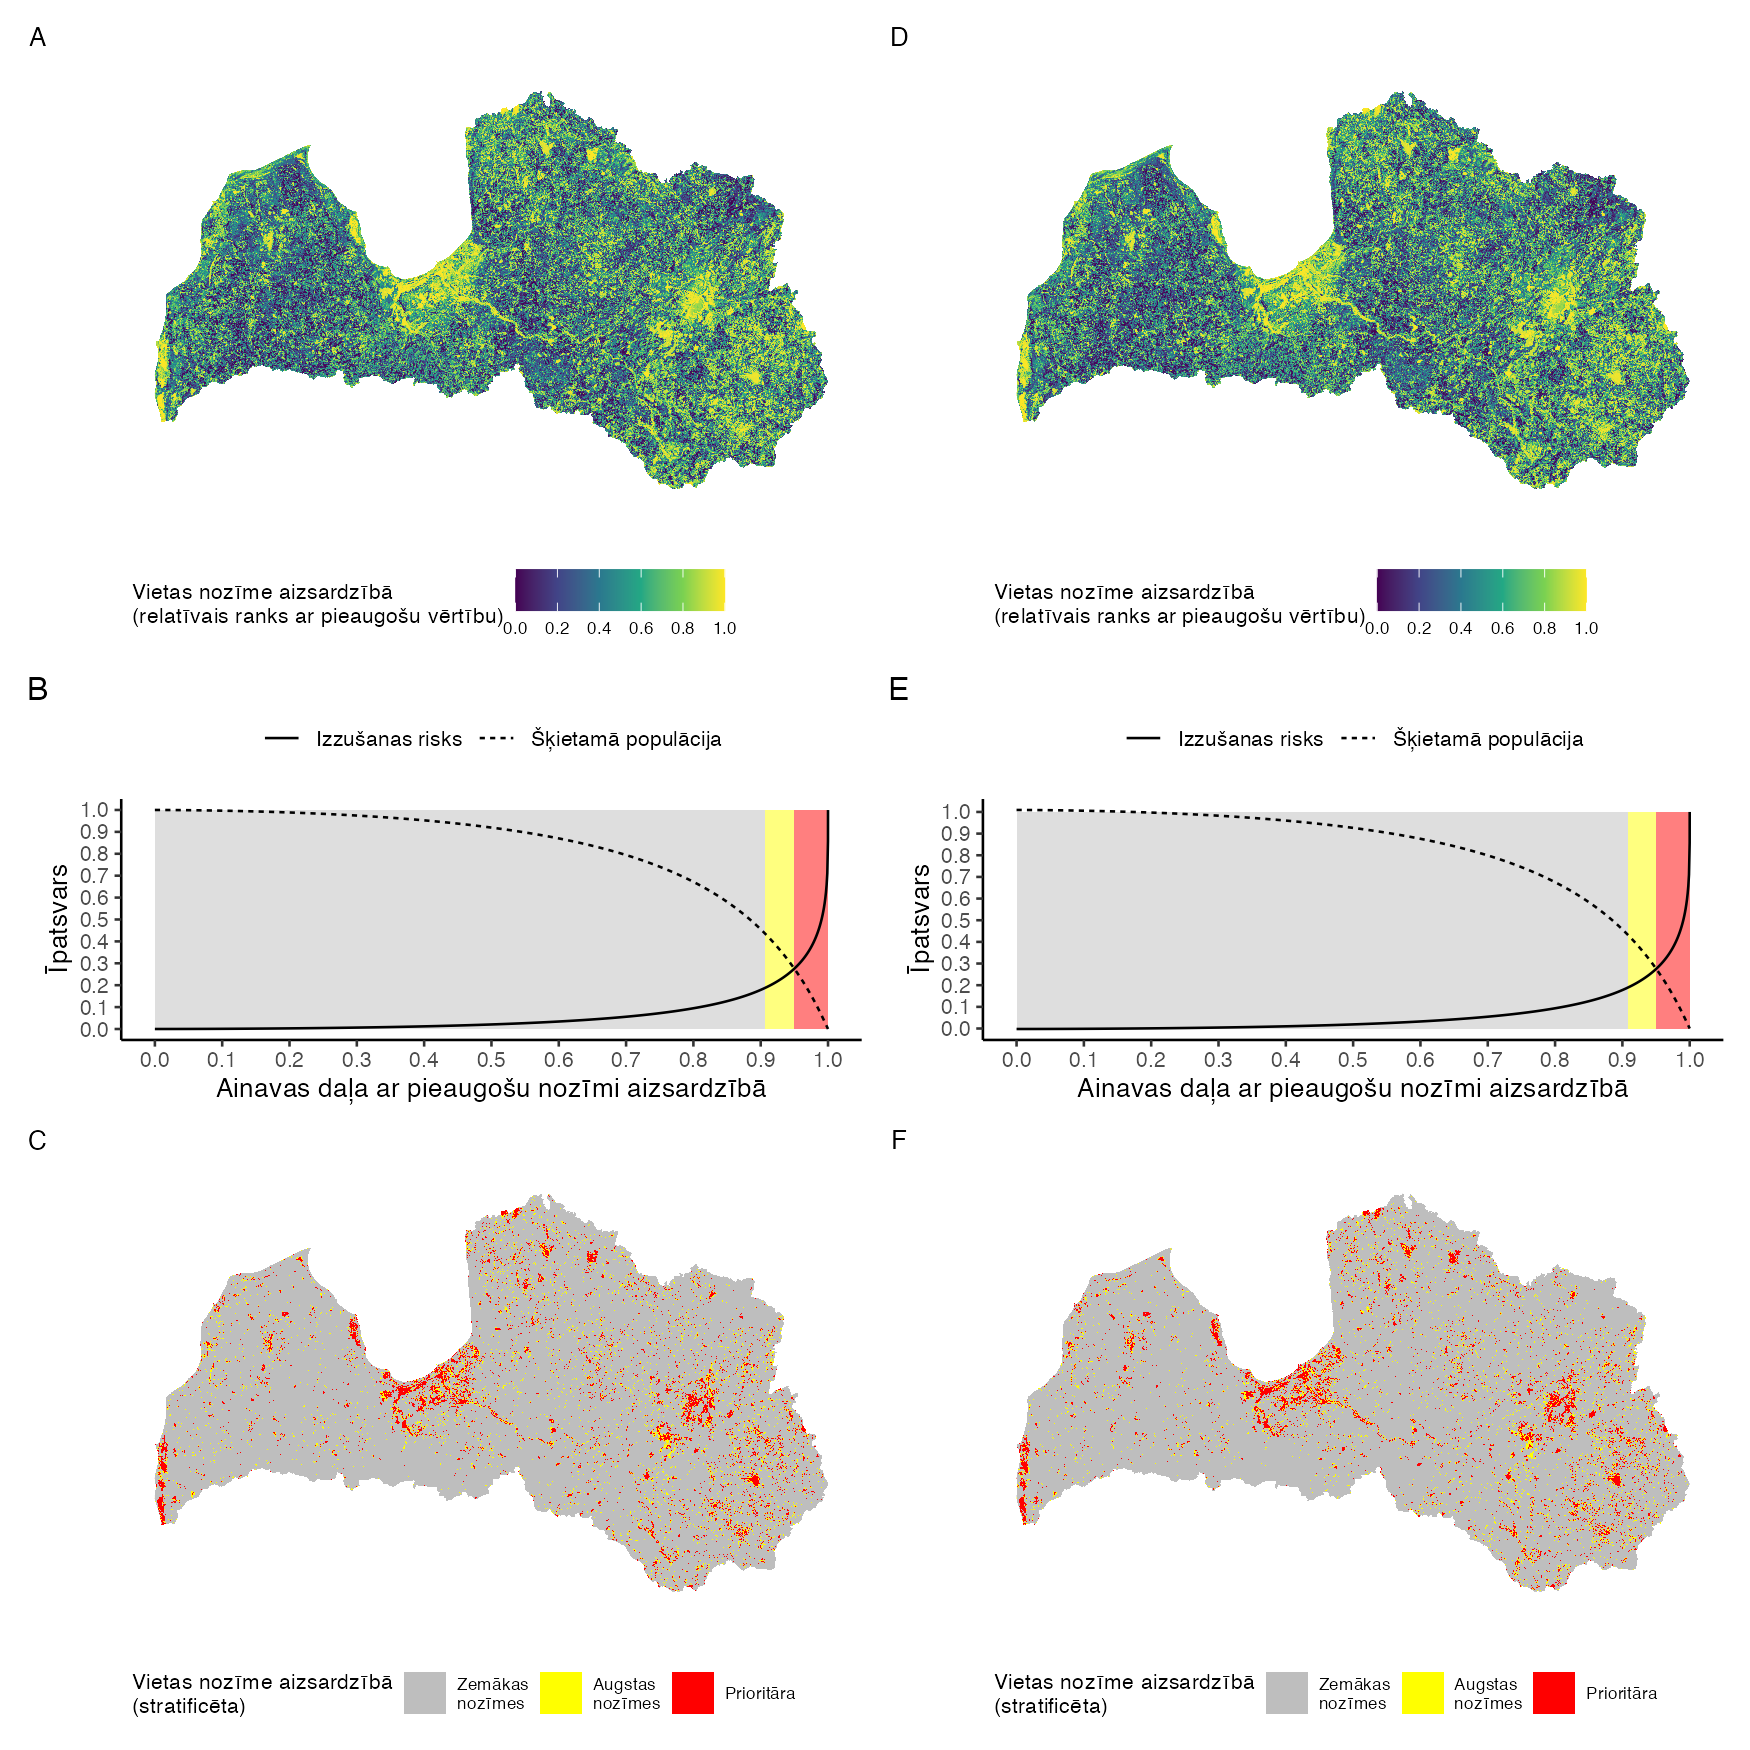 A
D
Vietas nozīme aizsardzībā
(relatīvais ranks ar pieaugošu vērtību)
0.0 0.2 0.4 0.6 0.8 1.0
Vietas nozīme aizsardzībā
(relatīvais ranks ar pieaugošu vērtību)
0.0 0.2 0.4 0.6 0.8 1.0
B
Izzušanas risks
Šķietamā populācija
Īpatsvars
1.0
0.9
0.8
0.7
0.6
0.5
0.4
0.3
0.2
0.1
0.0
0.0 0.1 0.2 0.3 0.4 0.5 0.6 0.7 0.8 0.9 1.0
Ainavas daļa ar pieaugošu nozīmi aizsardzībā
E
Izzušanas risks
Šķietamā populācija
Īpatsvars
1.0
0.9
0.8
0.7
0.6
0.5
0.4
0.3
0.2
0.1
0.0
0.0 0.1 0.2 0.3 0.4 0.5 0.6 0.7 0.8 0.9 1.0
Ainavas daļa ar pieaugošu nozīmi aizsardzībā
C
F
Vietas nozīme aizsardzībā
(stratificēta)
Zemākas
nozīmes
Augstas
nozīmes
Prioritāra
Vietas nozīme aizsardzībā
(stratificēta)
Zemākas
nozīmes
Augstas
nozīmes
Prioritāra